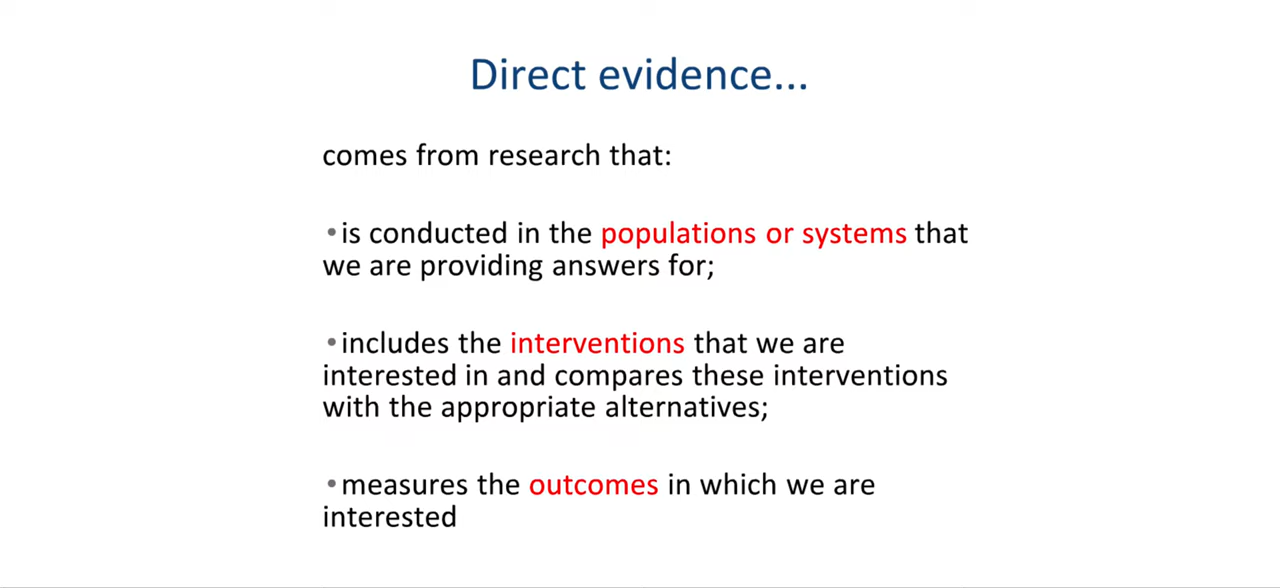 Direct evidence...
comes from research that:
•is conducted in the populations or systems that
we are providing answers for;
•includes the interventions that we are
interested in and compares these interventions
with the appropriate alternatives;
•measures the outcomes in which we are
interested